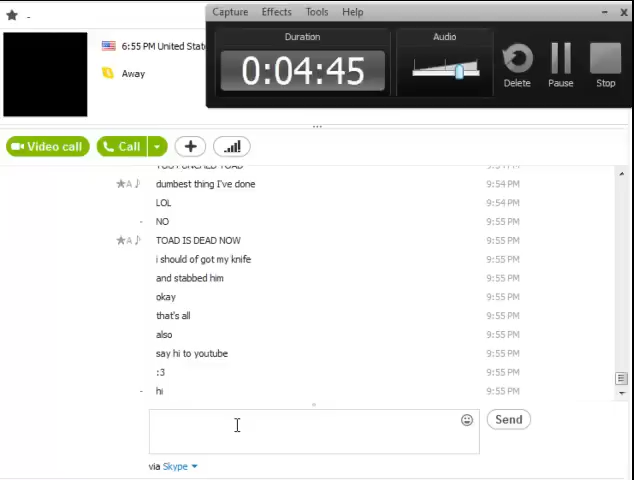 Capture Effects Tools Help
Duration
Audio
0:04:45
Delete Pause Stop
6:55 PM United State
Away
Video call
Call
9:54 PM
dumbest thing I've done 9:54 PM
LOL 9:54 PM
- NO 9:55 PM
★A♪ TOAD IS DEAD NOW 9:55 PM
i should of got my knife 9:55 PM
and stabbed him 9:55 PM
okay 9:55 PM
that's all 9:55 PM
also 9:55 PM
say hi to youtube 9:55 PM
:3 9:55 PM
- hi 9:55 PM
Send
via Skype